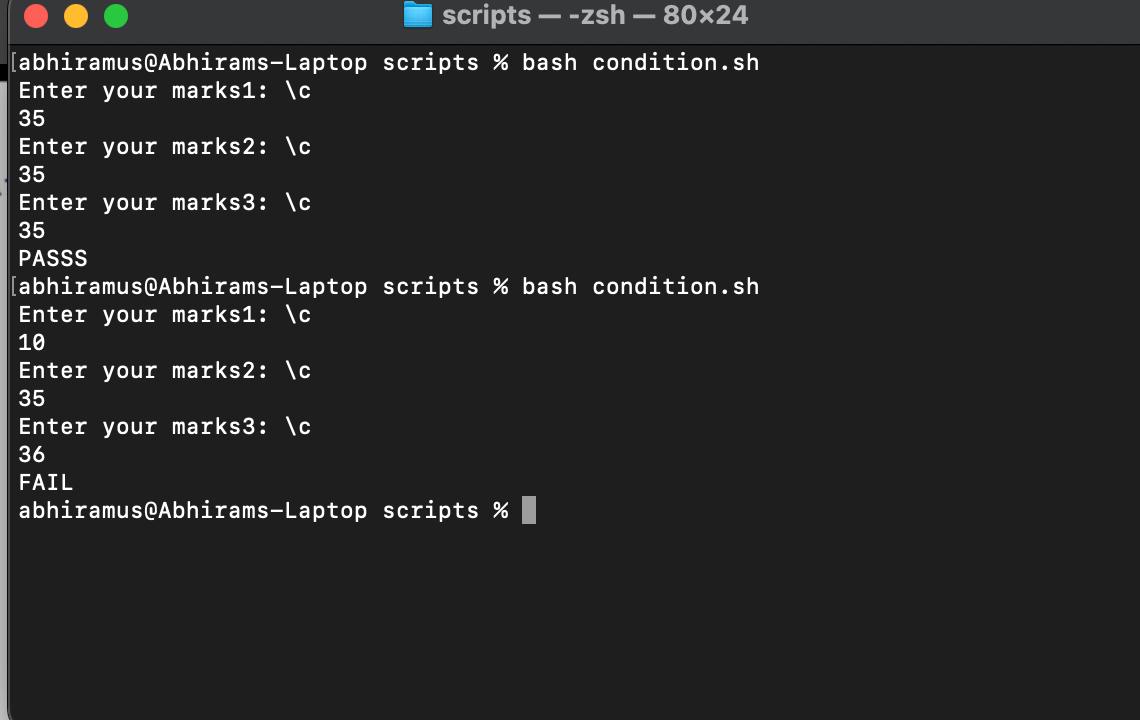 scripts — -zsh — 80×24
[abhiramus@Abhirams-Laptop scripts % bash condition.sh
Enter your marks1: \c
35
Enter your marks2: \c
35
Enter your marks3: \c
35
PASSS
[abhiramus@Abhirams-Laptop scripts % bash condition.sh
Enter your marks1: \c
10
Enter your marks2: \c
35
Enter your marks3: \c
36
FAIL
abhiramus@Abhirams-Laptop scripts %